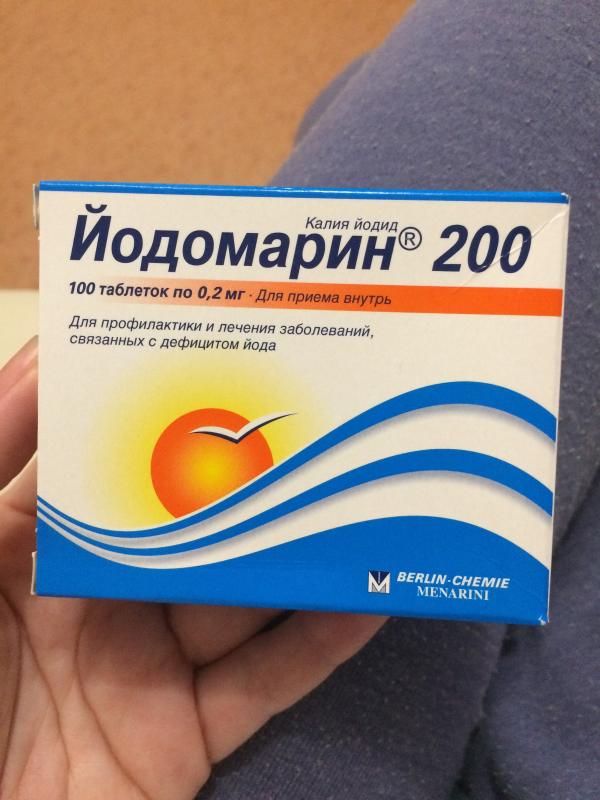 Калия йодид
Йодомарин® 200
100 таблеток по 0,2 мг · Для приема внутрь
Для профилактики и лечения заболеваний,
связанных с дефицитом йода
BERLIN-CHEMIE
MENARINI